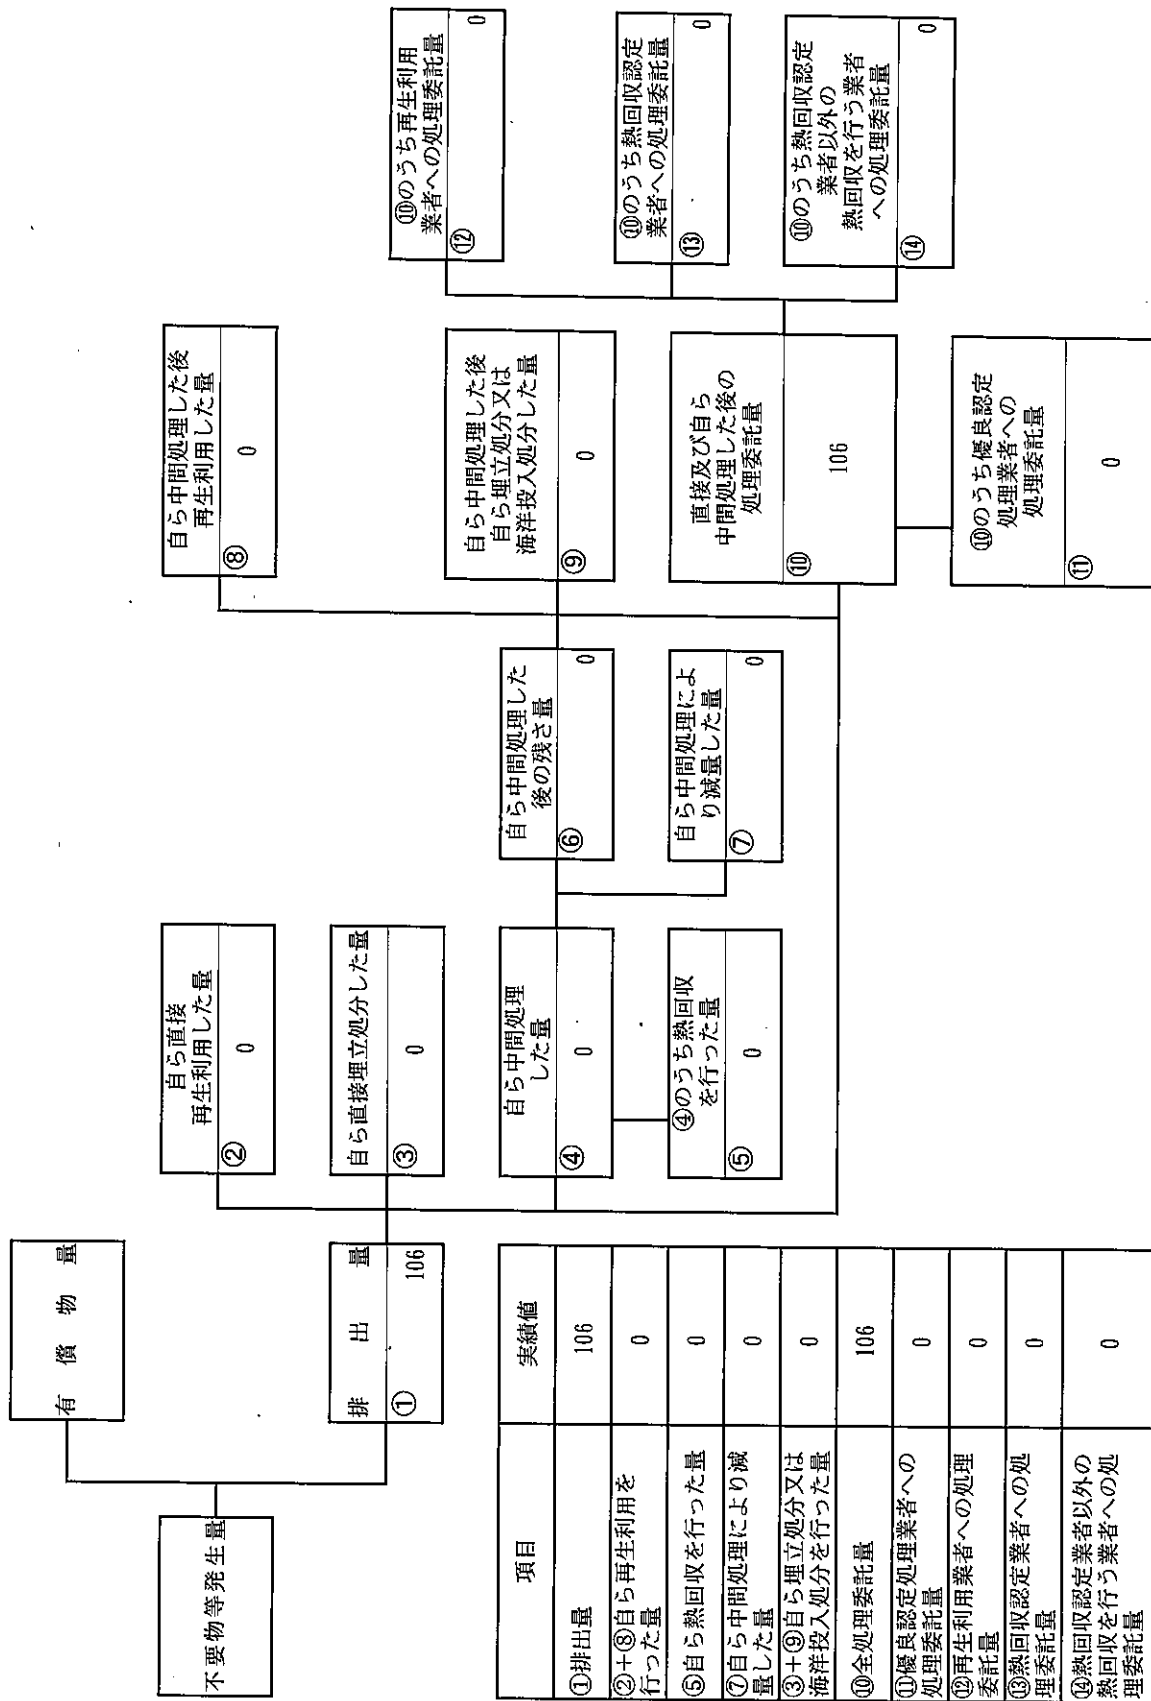 不要物等発生量
有償物量
排出量
①
106
自ら直接
再生利用した量
②
0
自ら直接埋立処分した量
③
0
自ら中間処理
した量
④
0
④のうち熱回収
を行った量
⑤
0
自ら中間処理した
後の残さ量
⑥
0
自ら中間処理によ
り減量した量
⑦
0
自ら中間処理した後
再生利用した量
⑧
0
自ら中間処理した後
自ら埋立処分又は
海洋投入処分した量
⑨
0
直接及び自ら
中間処理した後の
処理委託量
⑩
106
⑩のうち優良認定
処理業者への
処理委託量
⑪
0
⑩のうち再生利用
業者への処理委託量
⑫
0
⑩のうち熱回収認定
業者への処理委託量
⑬
0
⑩のうち熱回収認定
業者以外の
熱回収を行う業者
への処理委託量
⑭
0
項目 実績値
①排出量 106
②+⑧自ら再生利用を
行った量 0
⑤自ら熱回収を行った量 0
⑦自ら中間処理により減
量した量 0
③+⑨自ら埋立処分又は
海洋投入処分を行った量 0
⑩全処理委託量 106
⑪優良認定処理業者への
処理委託量 0
⑫再生利用業者への処理
委託量 0
⑬熱回収認定業者への処
理委託量 0
⑭熱回収認定業者以外の
熱回収を行う業者への処
理委託量 0